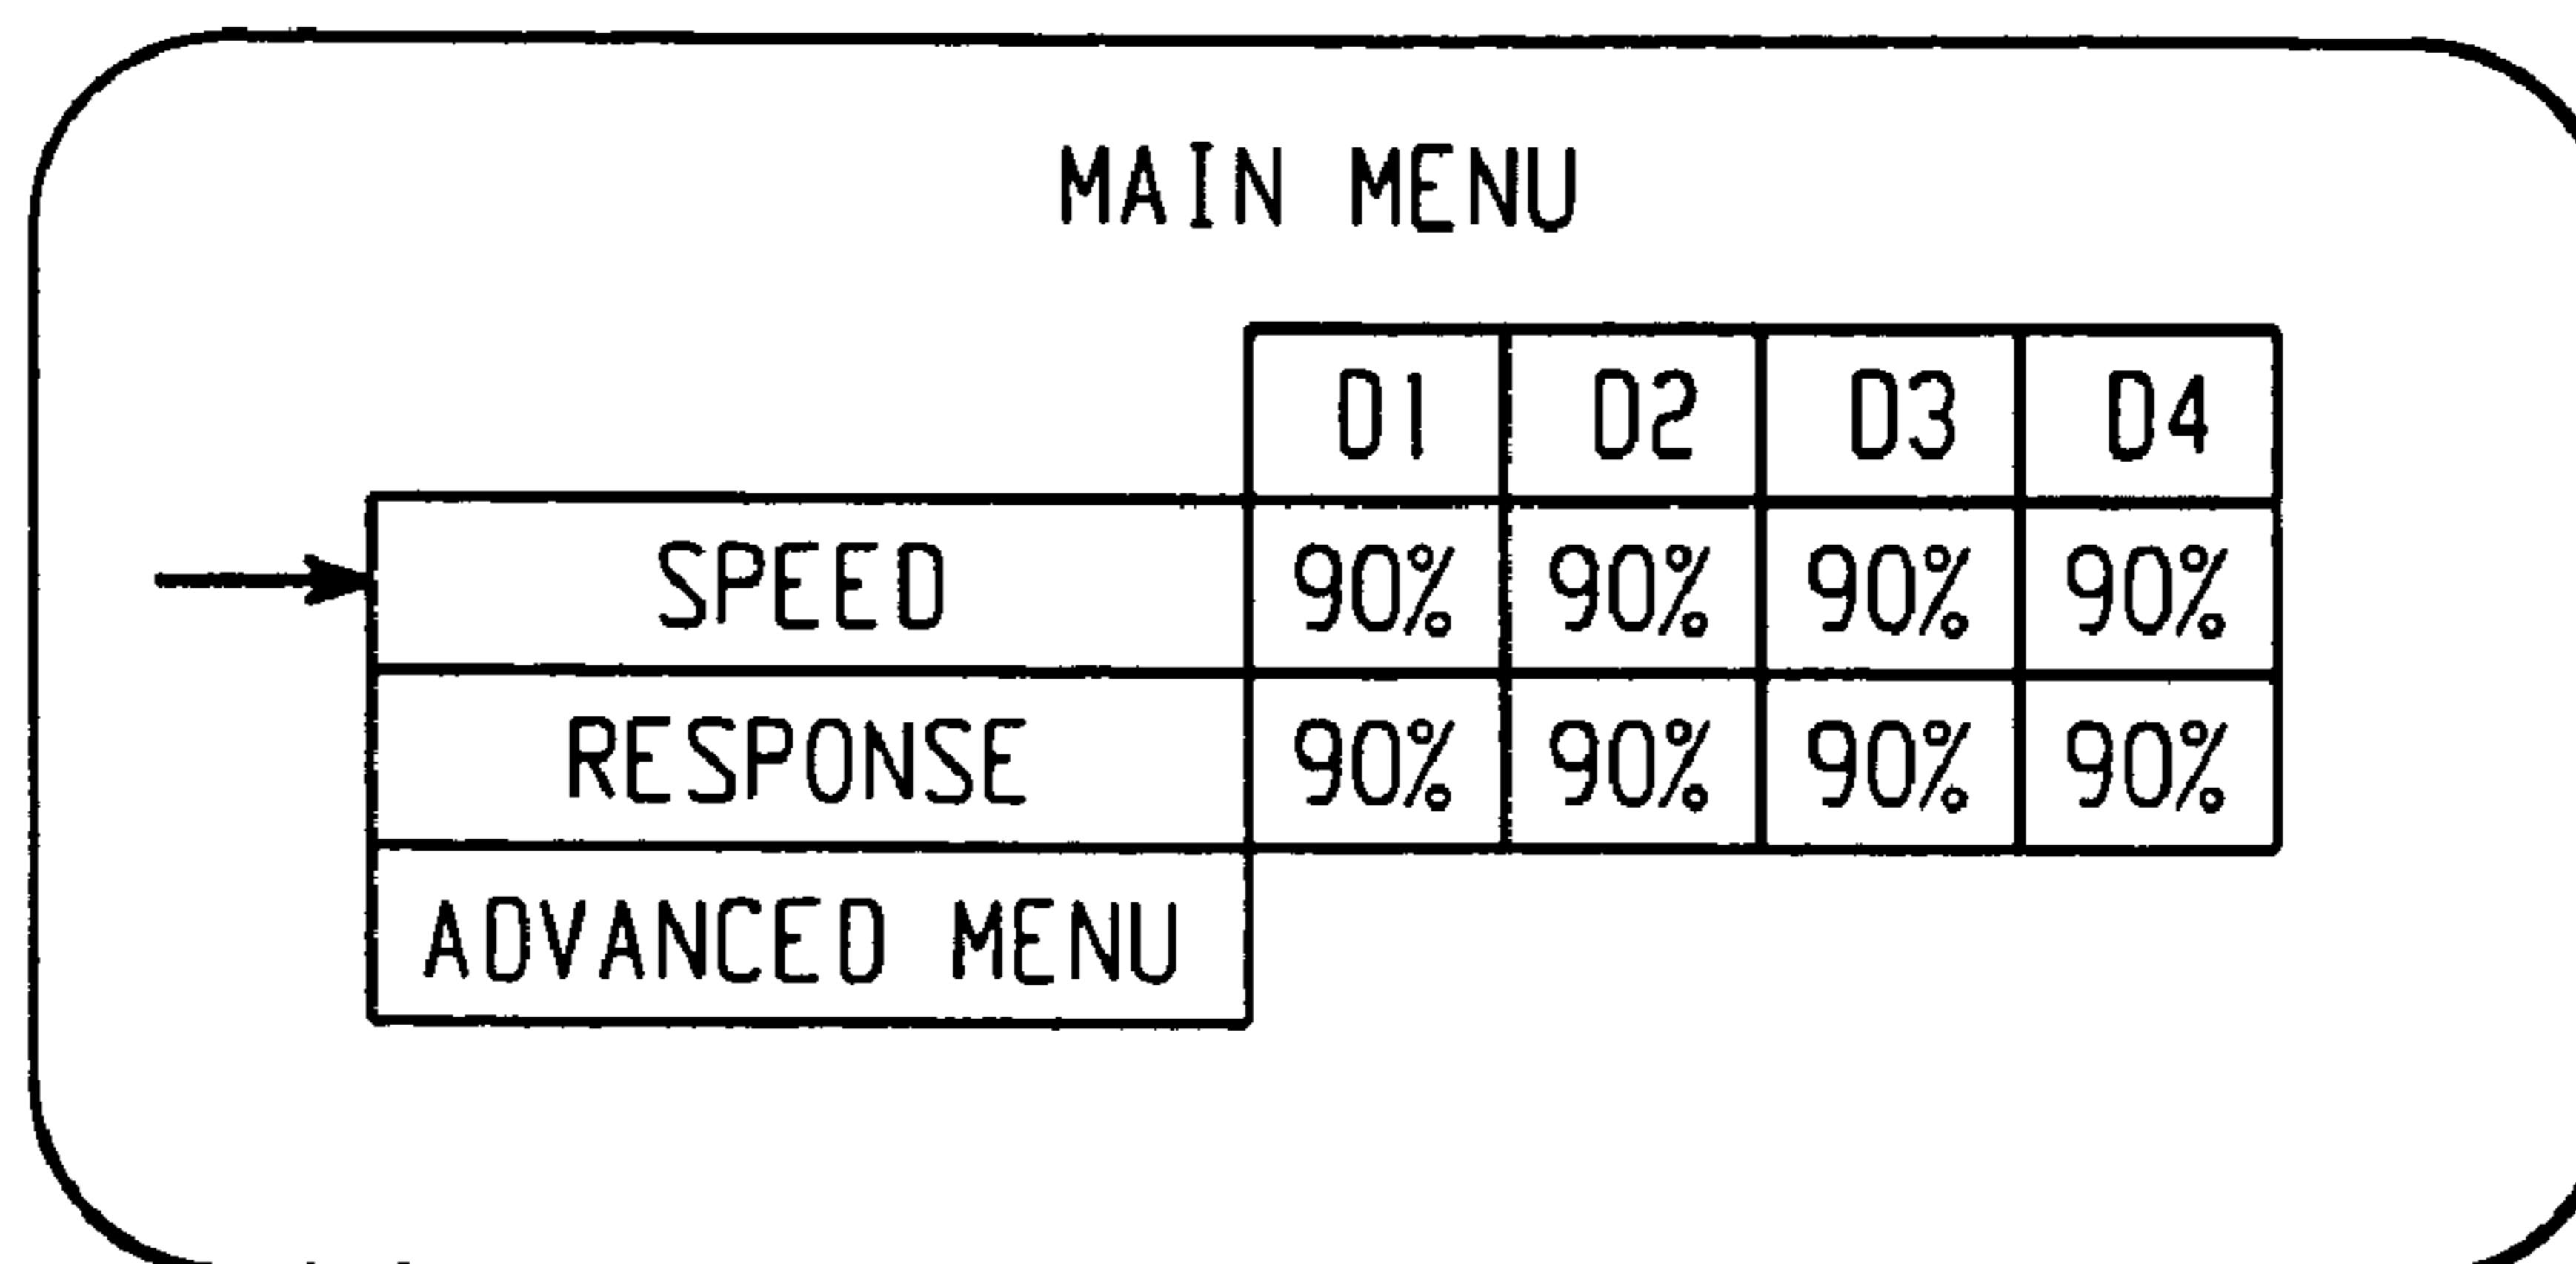 MAIN MENU
D1 D2 D3 D4
SPEED 90% 90% 90% 90%
RESPONSE 90% 90% 90% 90%
ADVANCED MENU